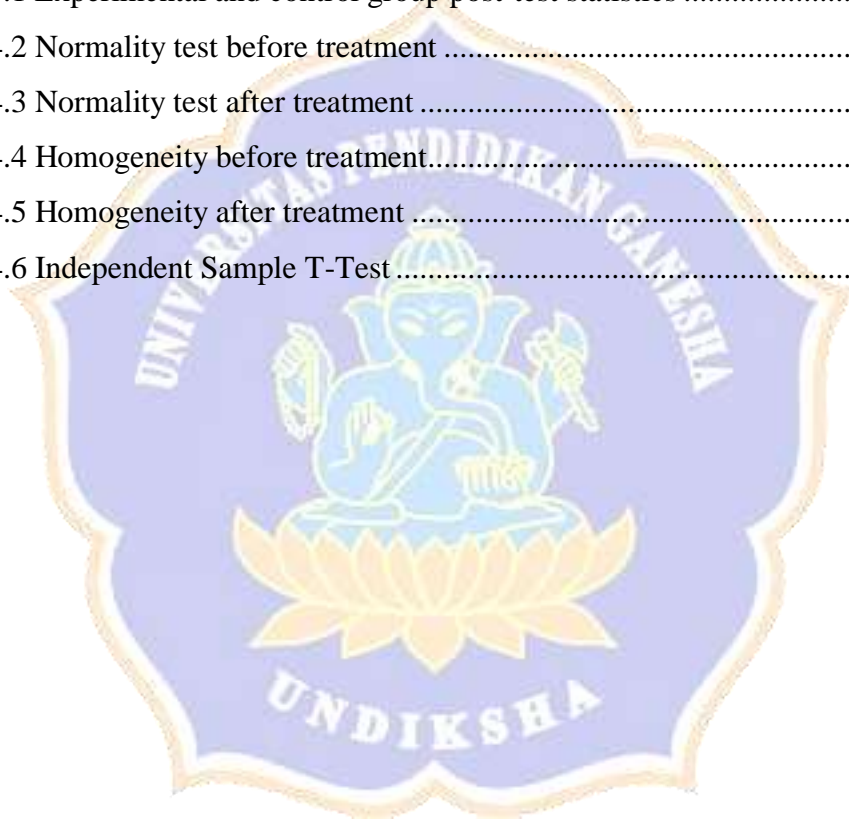 .1 Experimental and control group post-test statistics ....................
.2 Normality test before treatment ..................................................
.3 Normality test after treatment .....................................................
.4 Homogeneity before treatment....................................................
.5 Homogeneity after treatment ......................................................
.6 Independent Sample T-Test ........................................................
UNIVERSITAS PENDIDIKAN GANESHA
UNDIKSHA